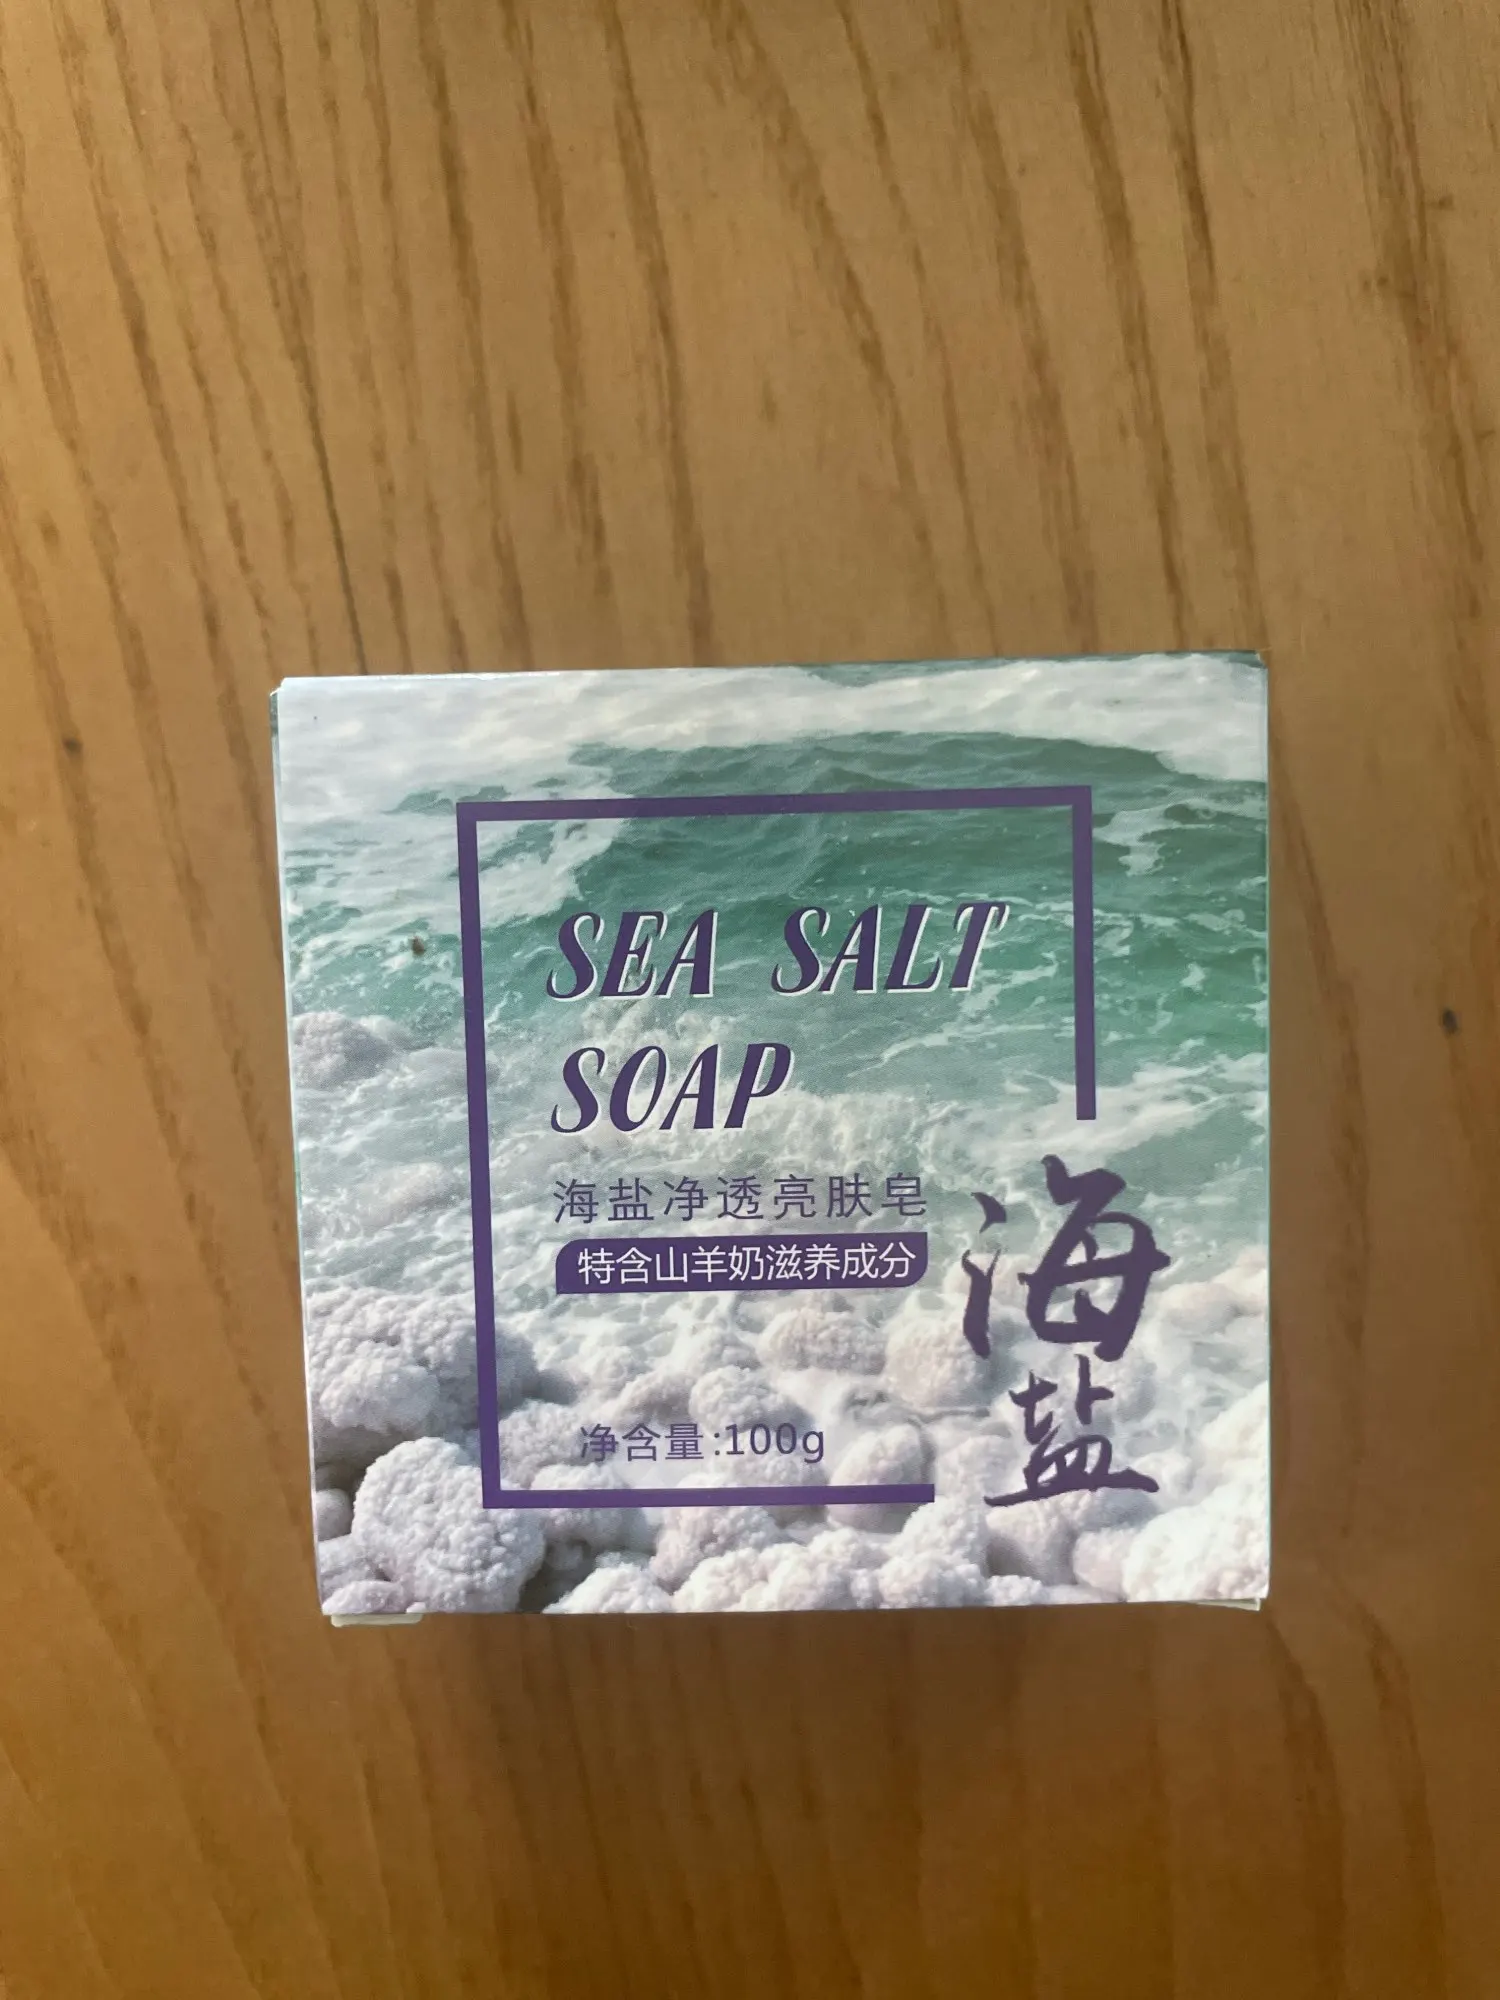 SEA SALT
SOAP
海盐净透亮肤皂
特含山羊奶滋养成分
海
盐
净含量:100g